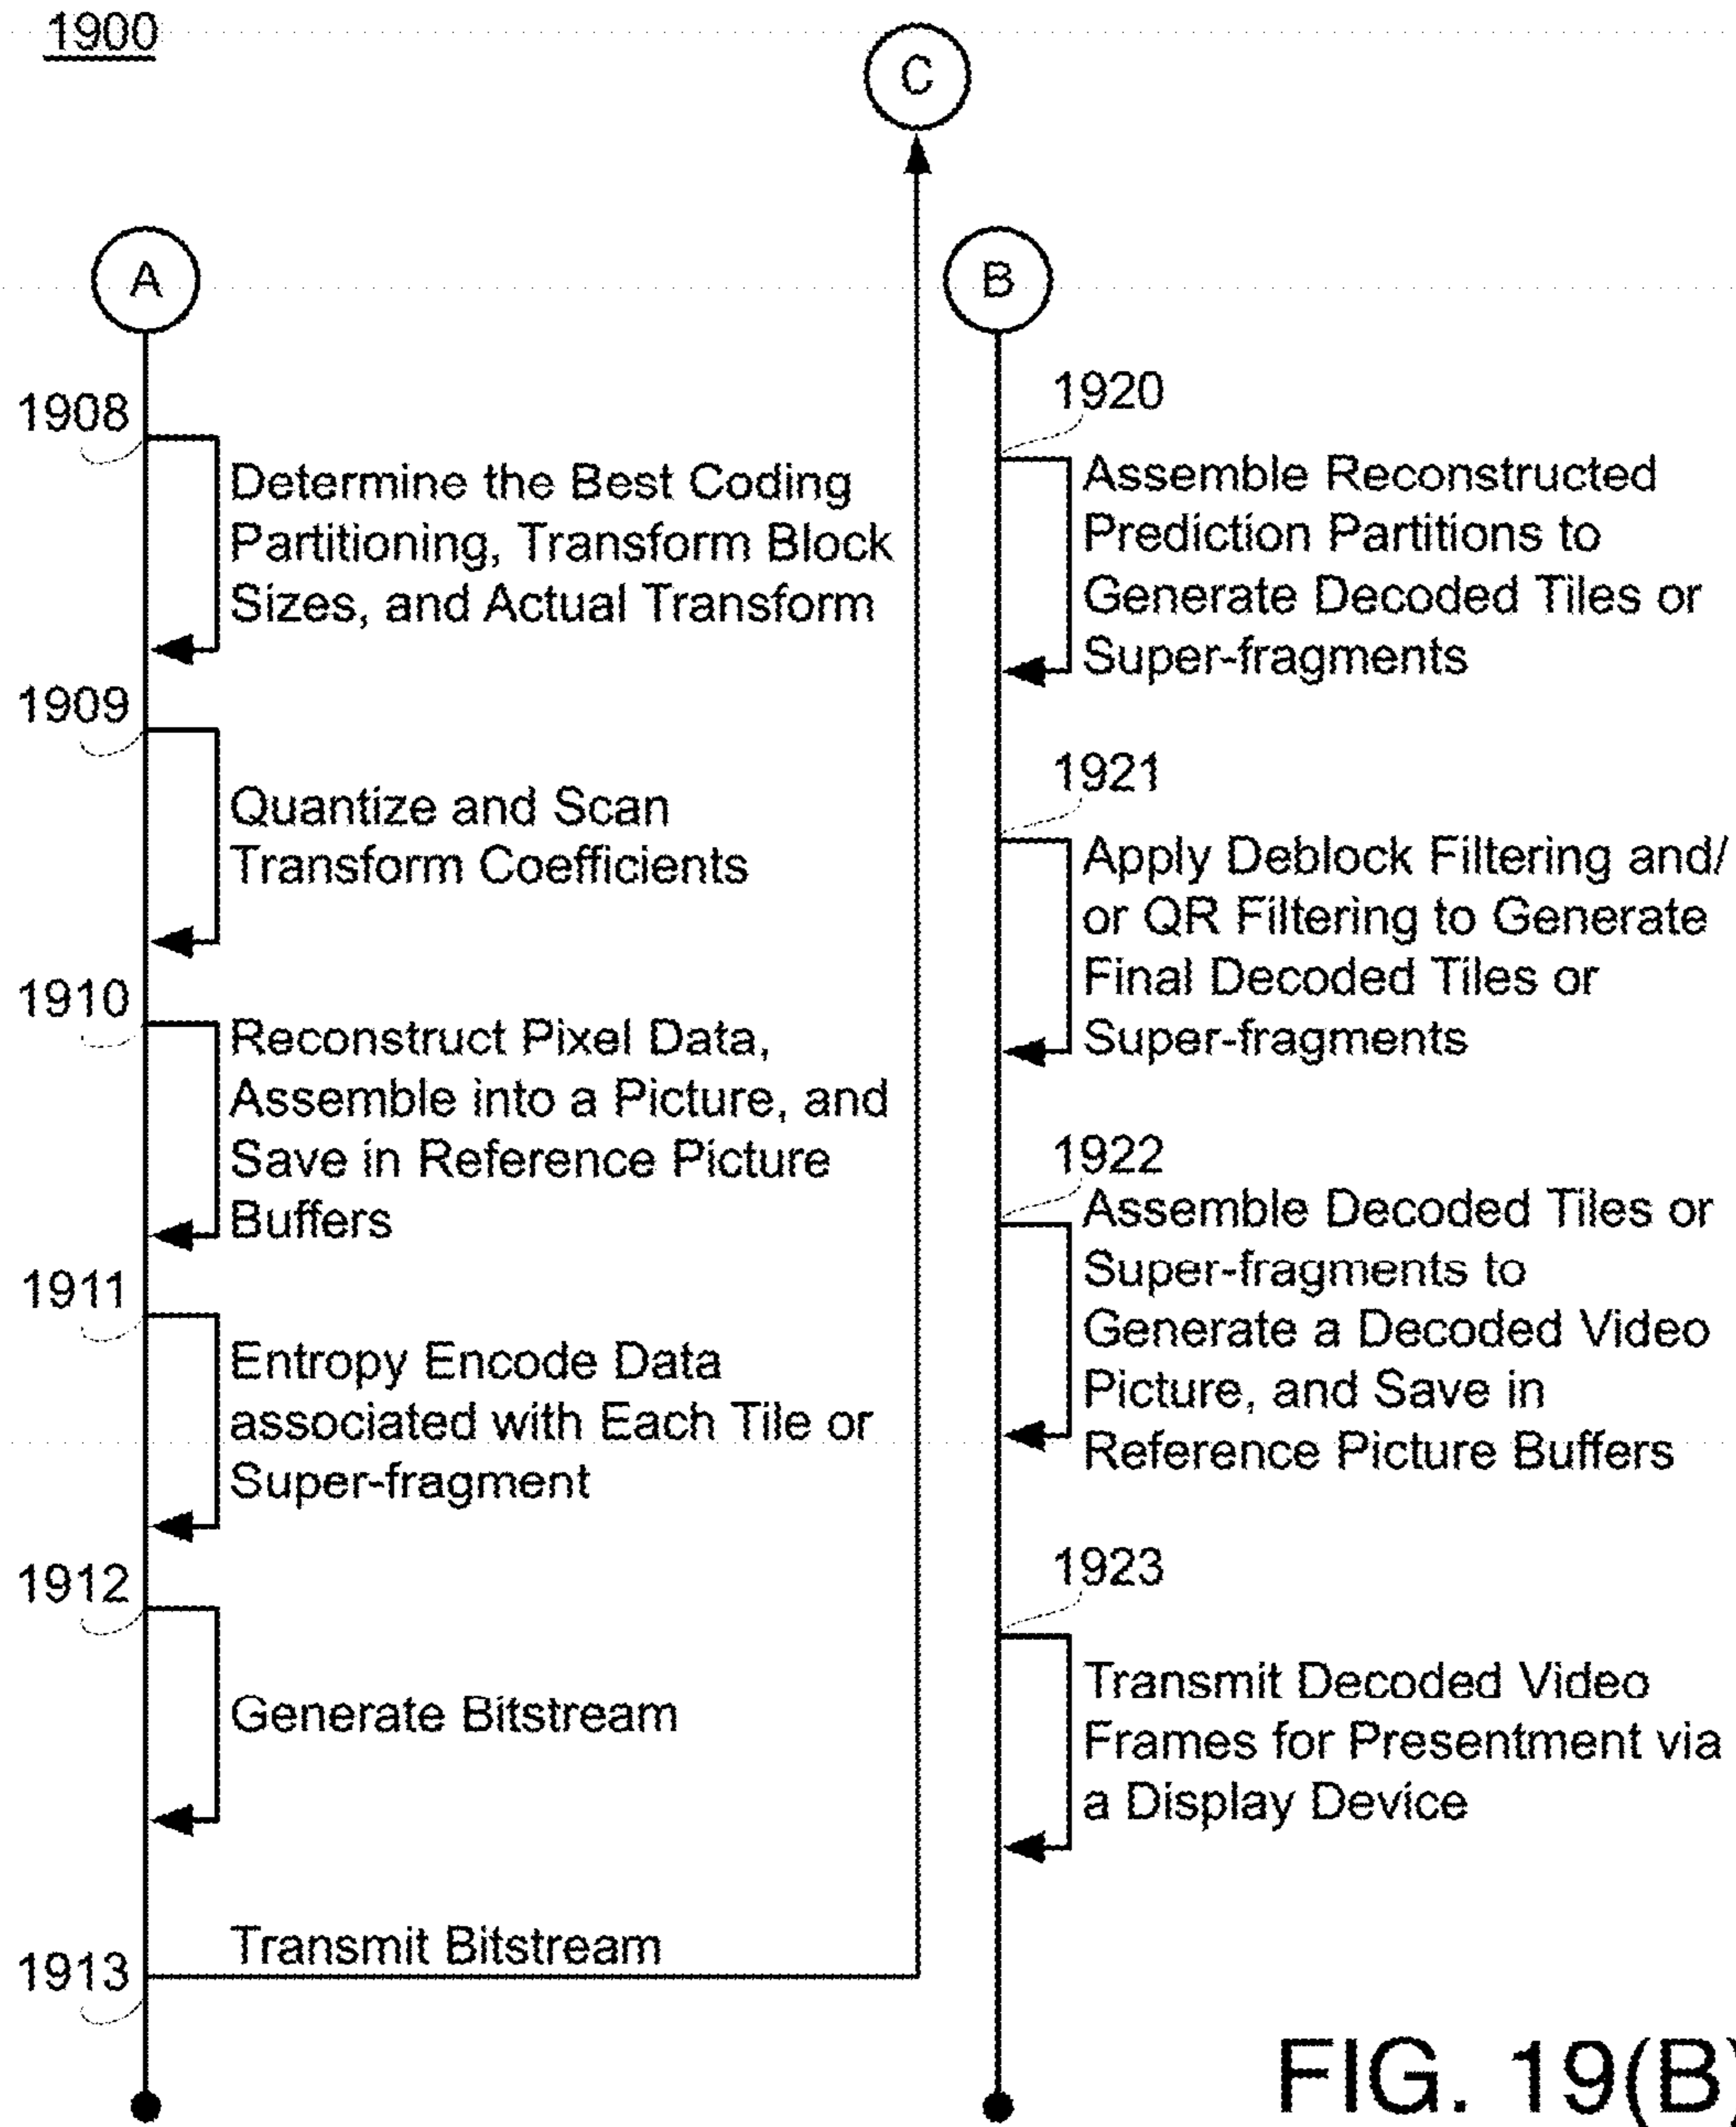 1900
C
A
1908
Determine the Best Coding
Partitioning, Transform Block
Sizes, and Actual Transform
1909
Quantize and Scan
Transform Coefficients
1910
Reconstruct Pixel Data,
Assemble into a Picture, and
Save in Reference Picture
Buffers
1911
Entropy Encode Data
associated with Each Tile or
Super-fragment
1912
Generate Bitstream
1913
Transmit Bitstream
B
1920
Assemble Reconstructed
Prediction Partitions to
Generate Decoded Tiles or
Super-fragments
1921
Apply Deblock Filtering and/
or QR Filtering to Generate
Final Decoded Tiles or
Super-fragments
1922
Assemble Decoded Tiles or
Super-fragments to
Generate a Decoded Video
Picture, and Save in
Reference Picture Buffers
1923
Transmit Decoded Video
Frames for Presentment via
a Display Device
FIG. 19(B)